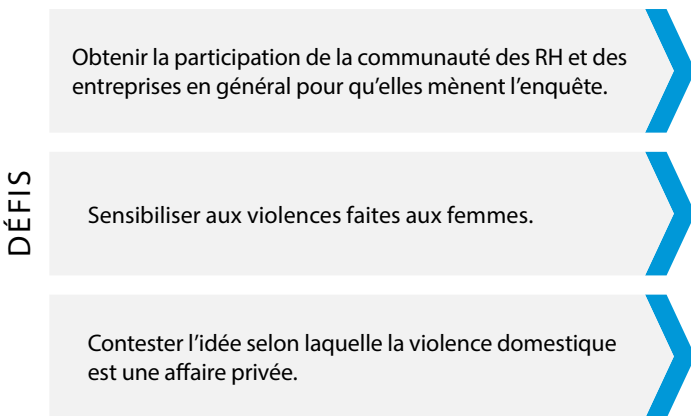 DÉFIS
Obtenir la participation de la communauté des RH et des
entreprises en général pour qu’elles mènent l’enquête.
Sensibiliser aux violences faites aux femmes.
Contester l’idée selon laquelle la violence domestique
est une affaire privée.